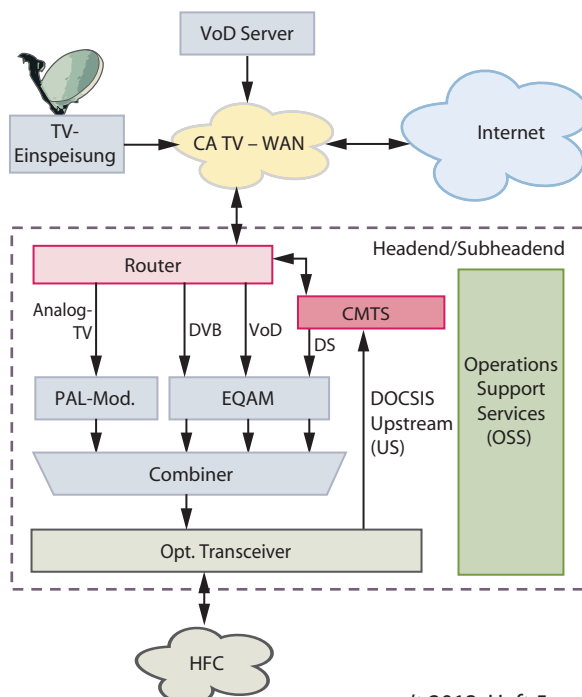 VoD Server
TV-
Einspeisung
CA TV – WAN
Internet
Headend/Subheadend
Router
Analog-
TV
DVB
VoD
CMTS
DS
PAL-Mod.
EQAM
DOCSIS
Upstream
(US)
Operations
Support
Services
(OSS)
Combiner
Opt. Transceiver
HFC